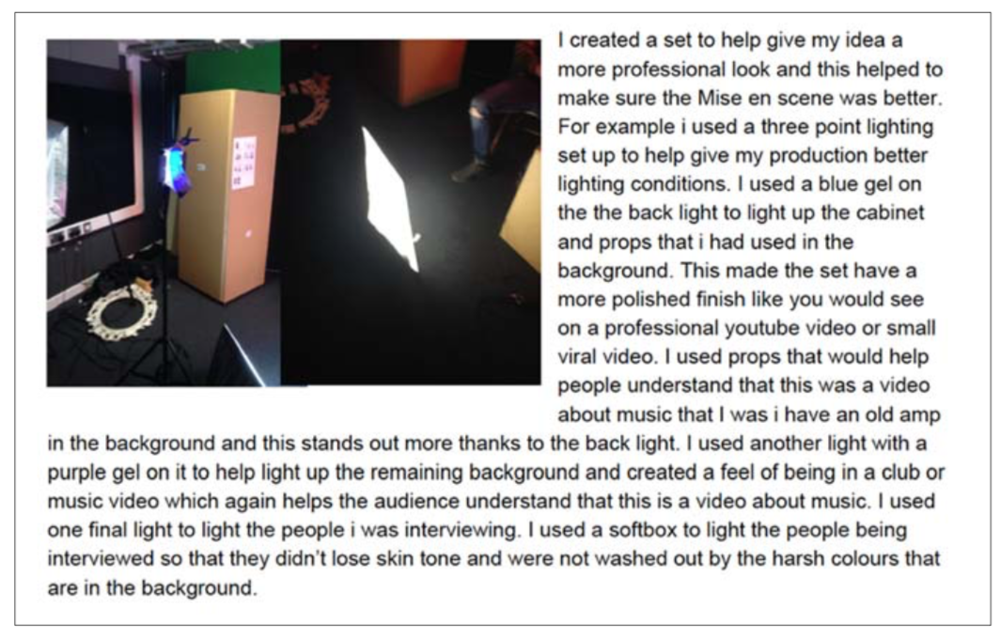 I created a set to help give my idea a
more professional look and this helped to
make sure the Mise en scene was better.
For example i used a three point lighting
set up to help give my production better
lighting conditions. I used a blue gel on
the the back light to light up the cabinet
and props that i had used in the
background. This made the set have a
more polished finish like you would see
on a professional youtube video or small
viral video. I used props that would help
people understand that this was a video
about music that I was i have an old amp
in the background and this stands out more thanks to the back light. I used another light with a
purple gel on it to help light up the remaining background and created a feel of being in a club or
music video which again helps the audience understand that this is a video about music. I used
one final light to light the people i was interviewing. I used a softbox to light the people being
interviewed so that they didn't lose skin tone and were not washed out by the harsh colours that
are in the background.